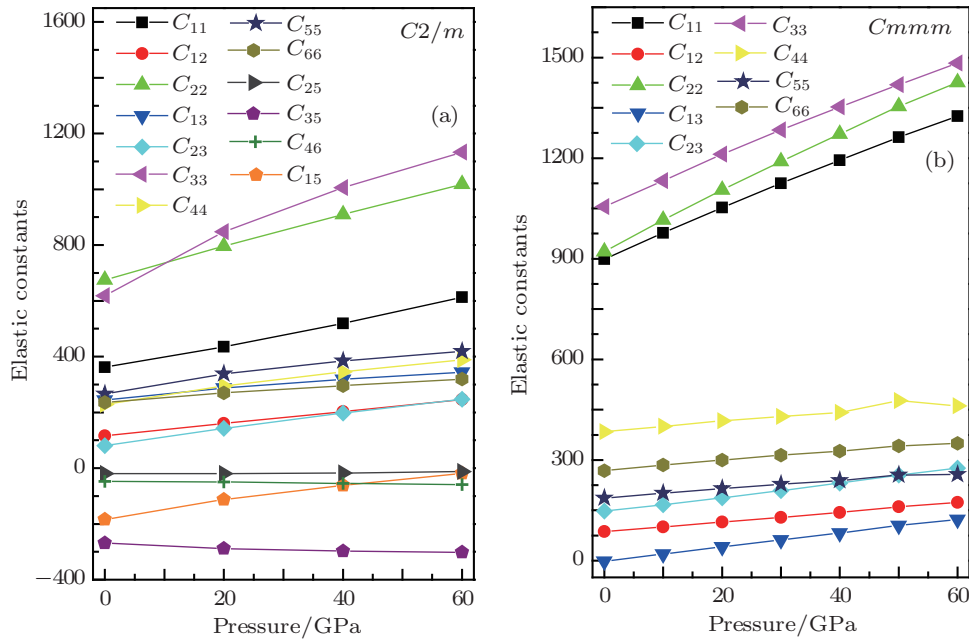 C2/m
C11
C12
C22
C13
C23
C33
C44
C55
C66
C25
C35
C46
C15
(a)
1600
1200
800
400
0
−400
Elastic constants
0
20
40
60
Pressure/GPa
Cmmm
C11
C12
C22
C13
C33
C44
C55
C66
C23
(b)
1500
1200
900
600
300
0
Elastic constants
0
10
20
30
40
50
60
Pressure/GPa